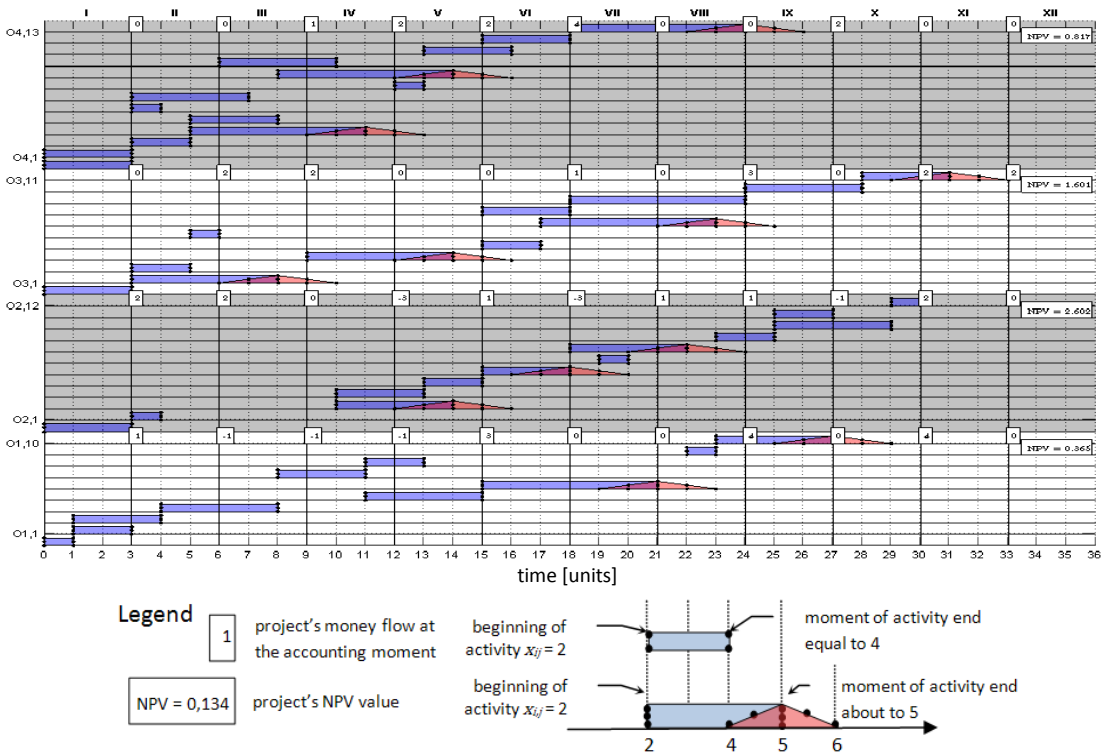 I II III IV V VI VII VIII IX X XI XII
O4,13 0 0 1 2 2 4 0 0 2 0 0
NPV = 0.817
O4,1
O3,11 0 2 2 0 0 1 0 3 0 2 2
NPV = 1.601
O3,1
O2,12 2 2 0 -3 1 -3 1 1 -1 2 0
NPV = 2.602
O2,1
O1,10 1 -1 -1 -1 3 0 0 4 0 4 0
NPV = 0.365
O1,1
0 1 2 3 4 5 6 7 8 9 10 11 12 13 14 15 16 17 18 19 20 21 22 23 24 25 26 27 28 29 30 31 32 33 34 35 36
time [units]
Legend
1
project's money flow at
the accounting moment
NPV = 0,134
project's NPV value
beginning of
activity xij = 2
moment of activity end
equal to 4
beginning of
activity xi,j = 2
moment of activity end
about to 5
2 4 5 6